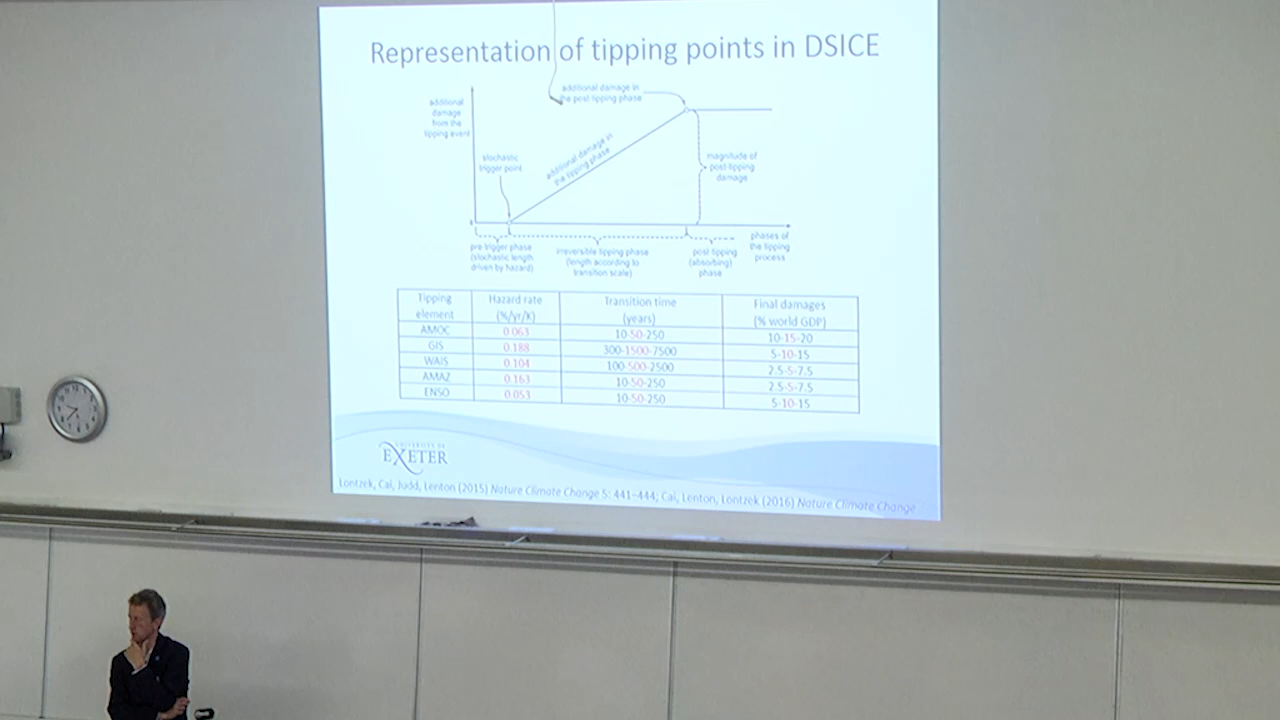 Representation of tipping points in DSICE
additional
damage
from the
tipping event
additional damage in
the post tipping phase
stochastic
trigger point
additional damage in
the tipping phase
magnitude of
post-tipping
damage
phases of
the tipping
process
pre trigger phase
(stochastic length
driven by hazard)
irreversible tipping phase
(length according to
transition scale)
post tipping
(absorbing)
phase
Tipping element Hazard rate (%/yr/K) Transition time (years) Final damages (% world GDP)
AMOC 0.063 10-50-250 10-15-20
GIS 0.188 300-1500-7500 5-10-15
WAIS 0.104 100-500-2500 2.5-5-7.5
AMAZ 0.163 10-50-250 2.5-5-7.5
ENSO 0.053 10-50-250 5-10-15
UNIVERSITY OF
EXETER
Lontzek, Cai, Judd, Lenton (2015) Nature Climate Change 5: 441–444; Cai, Lenton, Lontzek (2016) Nature Climate Change